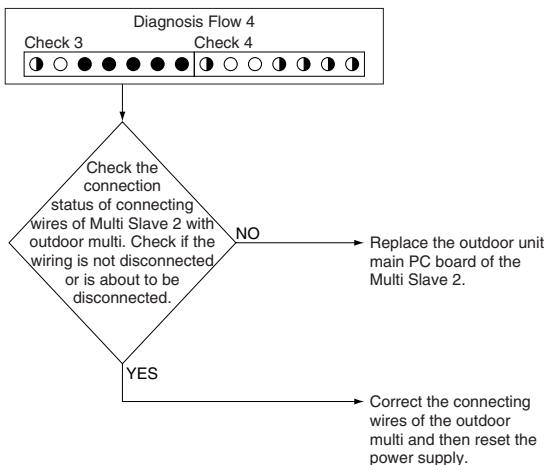 Diagnosis Flow 4
Check 3
Check 4
Check the
connection
status of connecting
wires of Multi Slave 2 with
outdoor multi. Check if the
wiring is not disconnected
or is about to be
disconnected.
NO
Replace the outdoor unit
main PC board of the
Multi Slave 2.
YES
Correct the connecting
wires of the outdoor
multi and then reset the
power supply.